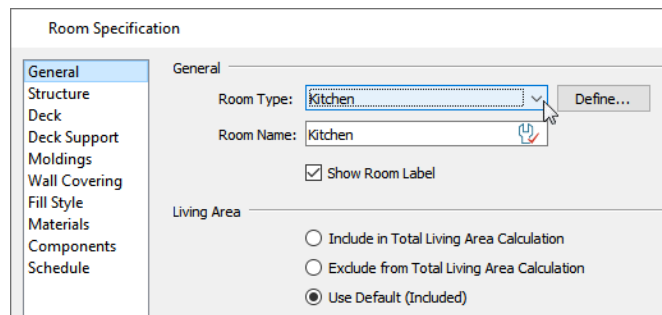 Room Specification
General
Structure
Deck
Deck Support
Moldings
Wall Covering
Fill Style
Materials
Components
Schedule
General
Room Type: Kitchen Define...
Room Name: Kitchen
Show Room Label
Living Area
Include in Total Living Area Calculation
Exclude from Total Living Area Calculation
Use Default (Included)